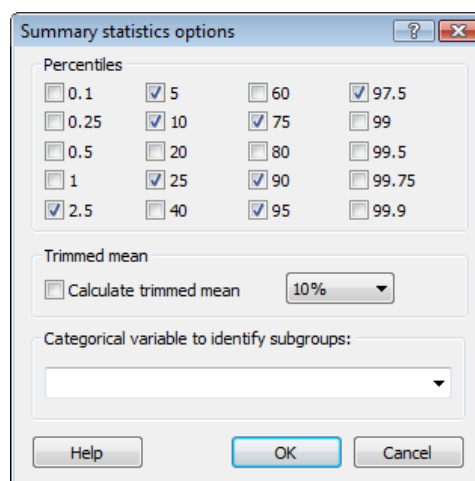 Summary statistics options
Percentiles
0.1 5 60 97.5
0.25 10 75 99
0.5 20 80 99.5
1 25 90 99.75
2.5 40 95 99.9
Trimmed mean
Calculate trimmed mean 10%
Categorical variable to identify subgroups:
Help OK Cancel